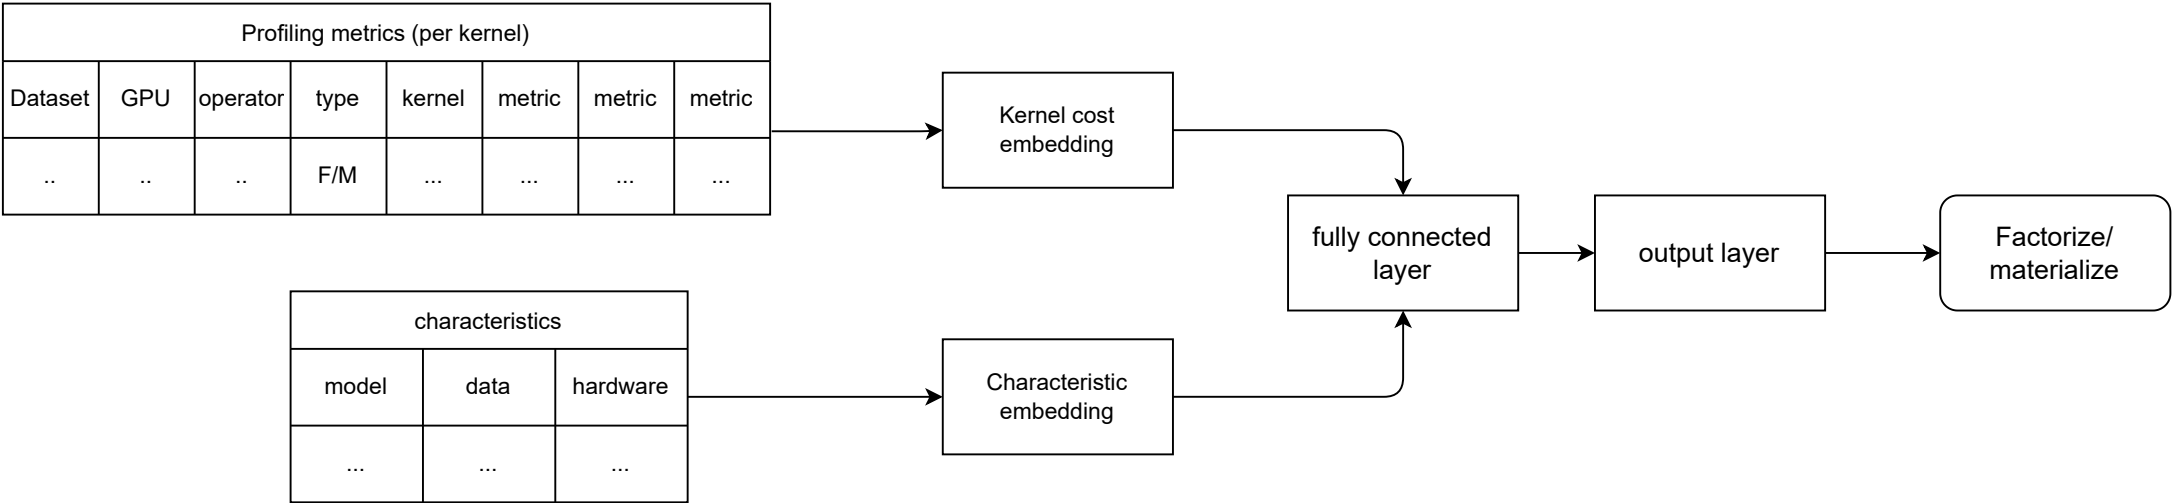 Profiling metrics (per kernel)
Dataset GPU operator type kernel metric metric metric
.. .. .. F/M ... ... ... ...
Kernel cost
embedding
characteristics
model data hardware
... ... ...
Characteristic
embedding
fully connected
layer
output layer
Factorize/
materialize